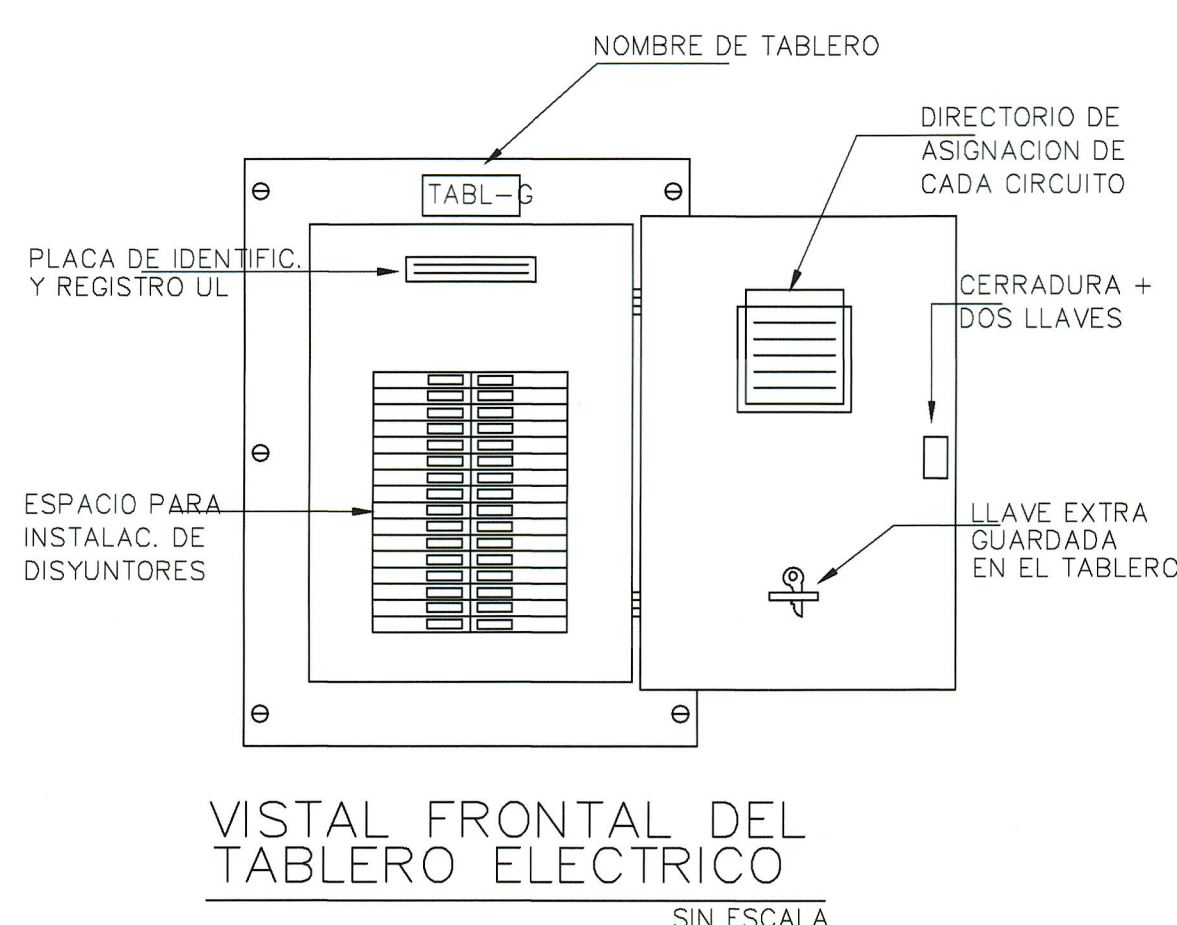 NOMBRE DE TABLERO
DIRECTORIO DE
ASIGNACION DE
CADA CIRCUITO
TABL-G
PLACA DE IDENTIFIC.
Y REGISTRO UL
CERRADURA +
DOS LLAVES
ESPACIO PARA
INSTALAC. DE
DISYUNTORES
LLAVE EXTRA
GUARDADA
EN EL TABLERO
VISTAL FRONTAL DEL
TABLERO ELECTRICO
SIN ESCALA